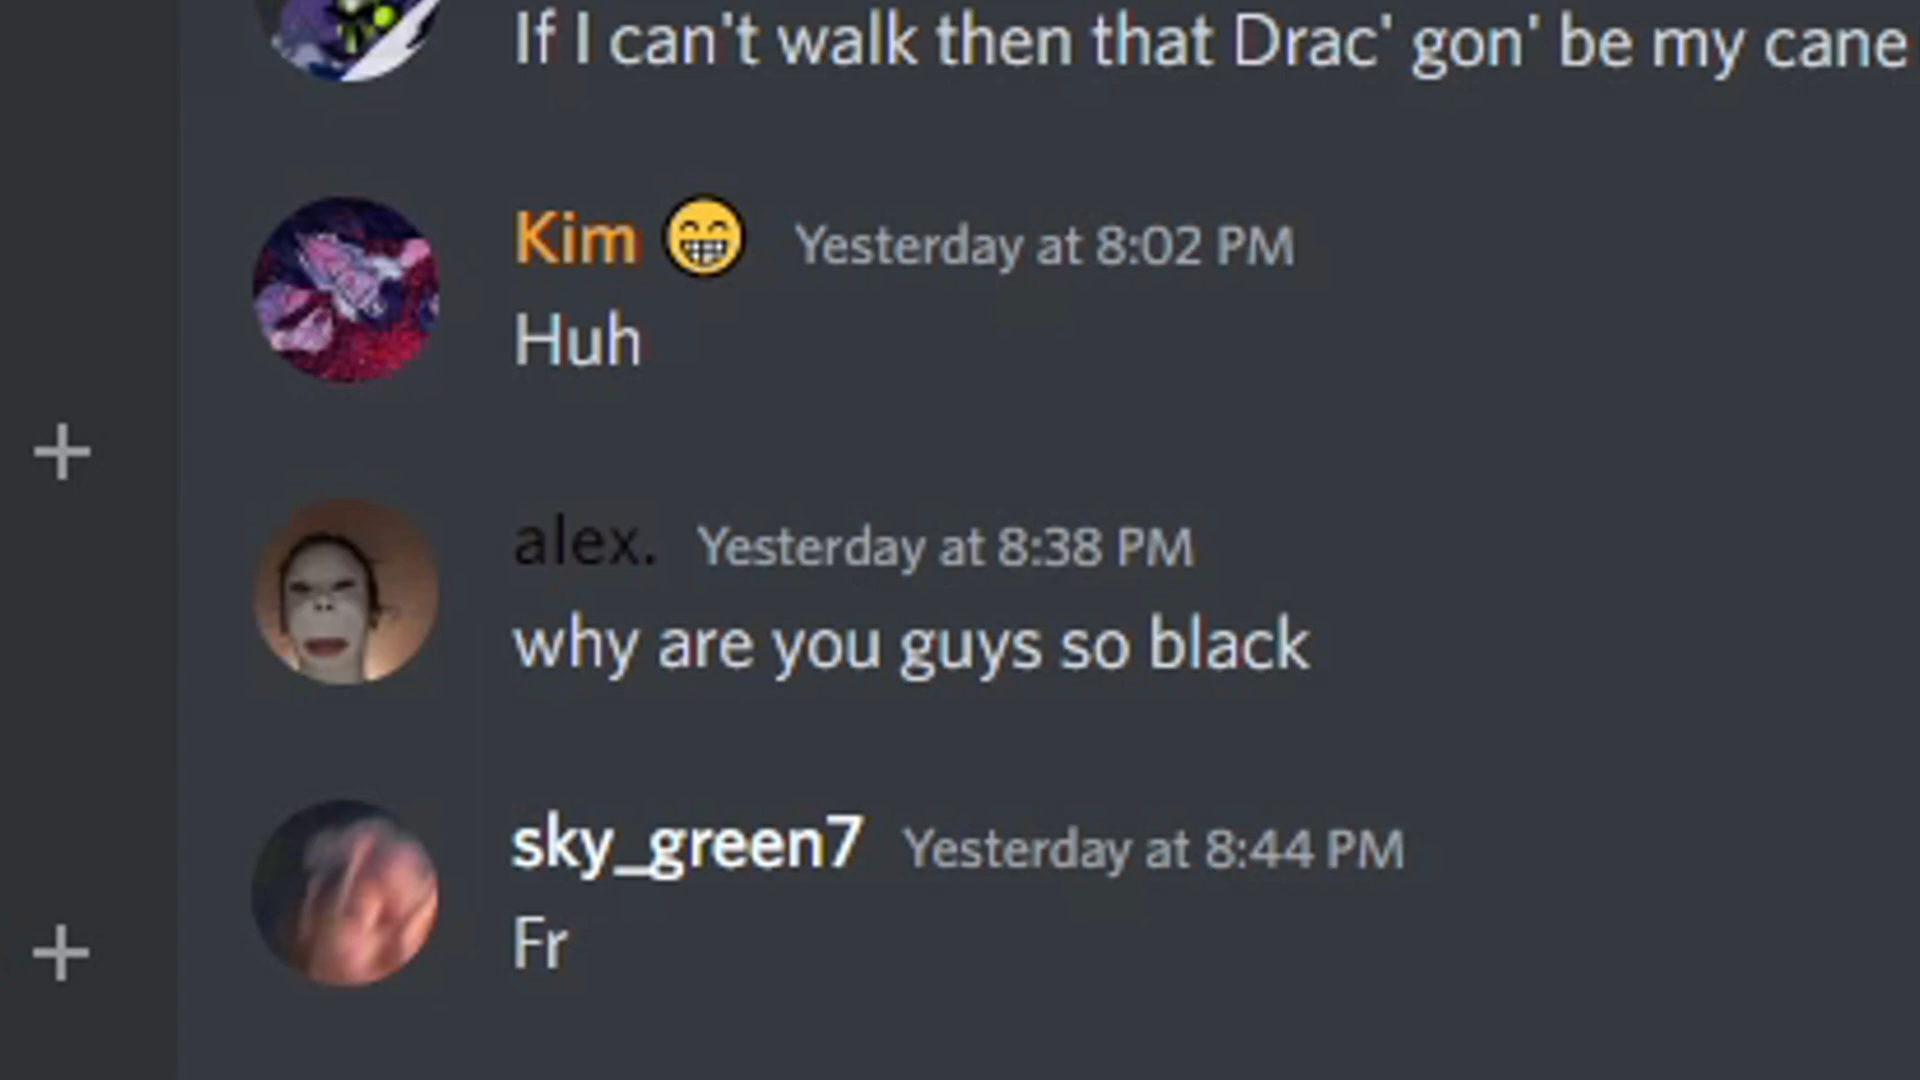 If I can't walk then that Drac' gon' be my cane
Kim 😁 Yesterday at 8:02 PM
Huh
alex. Yesterday at 8:38 PM
why are you guys so black
sky_green7 Yesterday at 8:44 PM
Fr